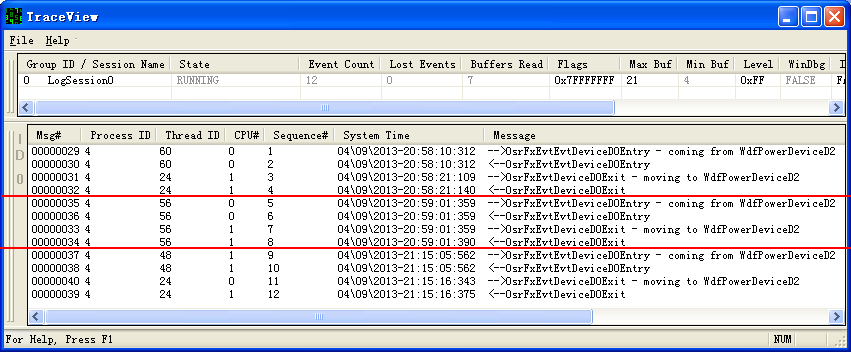 TraceView
File Help
Group ID / Session Name State Event Count Lost Events Buffers Read Flags Max Buf Min Buf Level WinDbg
0 LogSession0 RUNNING 12 0 7 0x7FFFFFFF 21 4 0xFF FALSE
ID 0
Msg# Process ID Thread ID CPU# Sequence# System Time Message
00000029 4 60 0 1 04\09\2013-20:58:10:312 -->OsrFxEvtEvtDeviceD0Entry - coming from WdfPowerDeviceD2
00000030 4 60 0 2 04\09\2013-20:58:10:312 <--OsrFxEvtDeviceD0Entry
00000031 4 24 1 3 04\09\2013-20:58:21:109 -->OsrFxEvtDeviceD0Exit - moving to WdfPowerDeviceD2
00000032 4 24 1 4 04\09\2013-20:58:21:140 <--OsrFxEvtDeviceD0Exit
00000035 4 56 0 5 04\09\2013-20:59:01:359 -->OsrFxEvtEvtDeviceD0Entry - coming from WdfPowerDeviceD2
00000036 4 56 0 6 04\09\2013-20:59:01:359 <--OsrFxEvtDeviceD0Entry
00000033 4 56 1 7 04\09\2013-20:59:01:359 -->OsrFxEvtDeviceD0Exit - moving to WdfPowerDeviceD2
00000034 4 56 1 8 04\09\2013-20:59:01:390 <--OsrFxEvtDeviceD0Exit
00000037 4 48 1 9 04\09\2013-21:15:05:562 -->OsrFxEvtEvtDeviceD0Entry - coming from WdfPowerDeviceD2
00000038 4 48 1 10 04\09\2013-21:15:05:562 <--OsrFxEvtDeviceD0Entry
00000040 4 24 0 11 04\09\2013-21:15:16:343 -->OsrFxEvtDeviceD0Exit - moving to WdfPowerDeviceD2
00000039 4 24 1 12 04\09\2013-21:15:16:375 <--OsrFxEvtDeviceD0Exit
For Help, Press F1 NUM